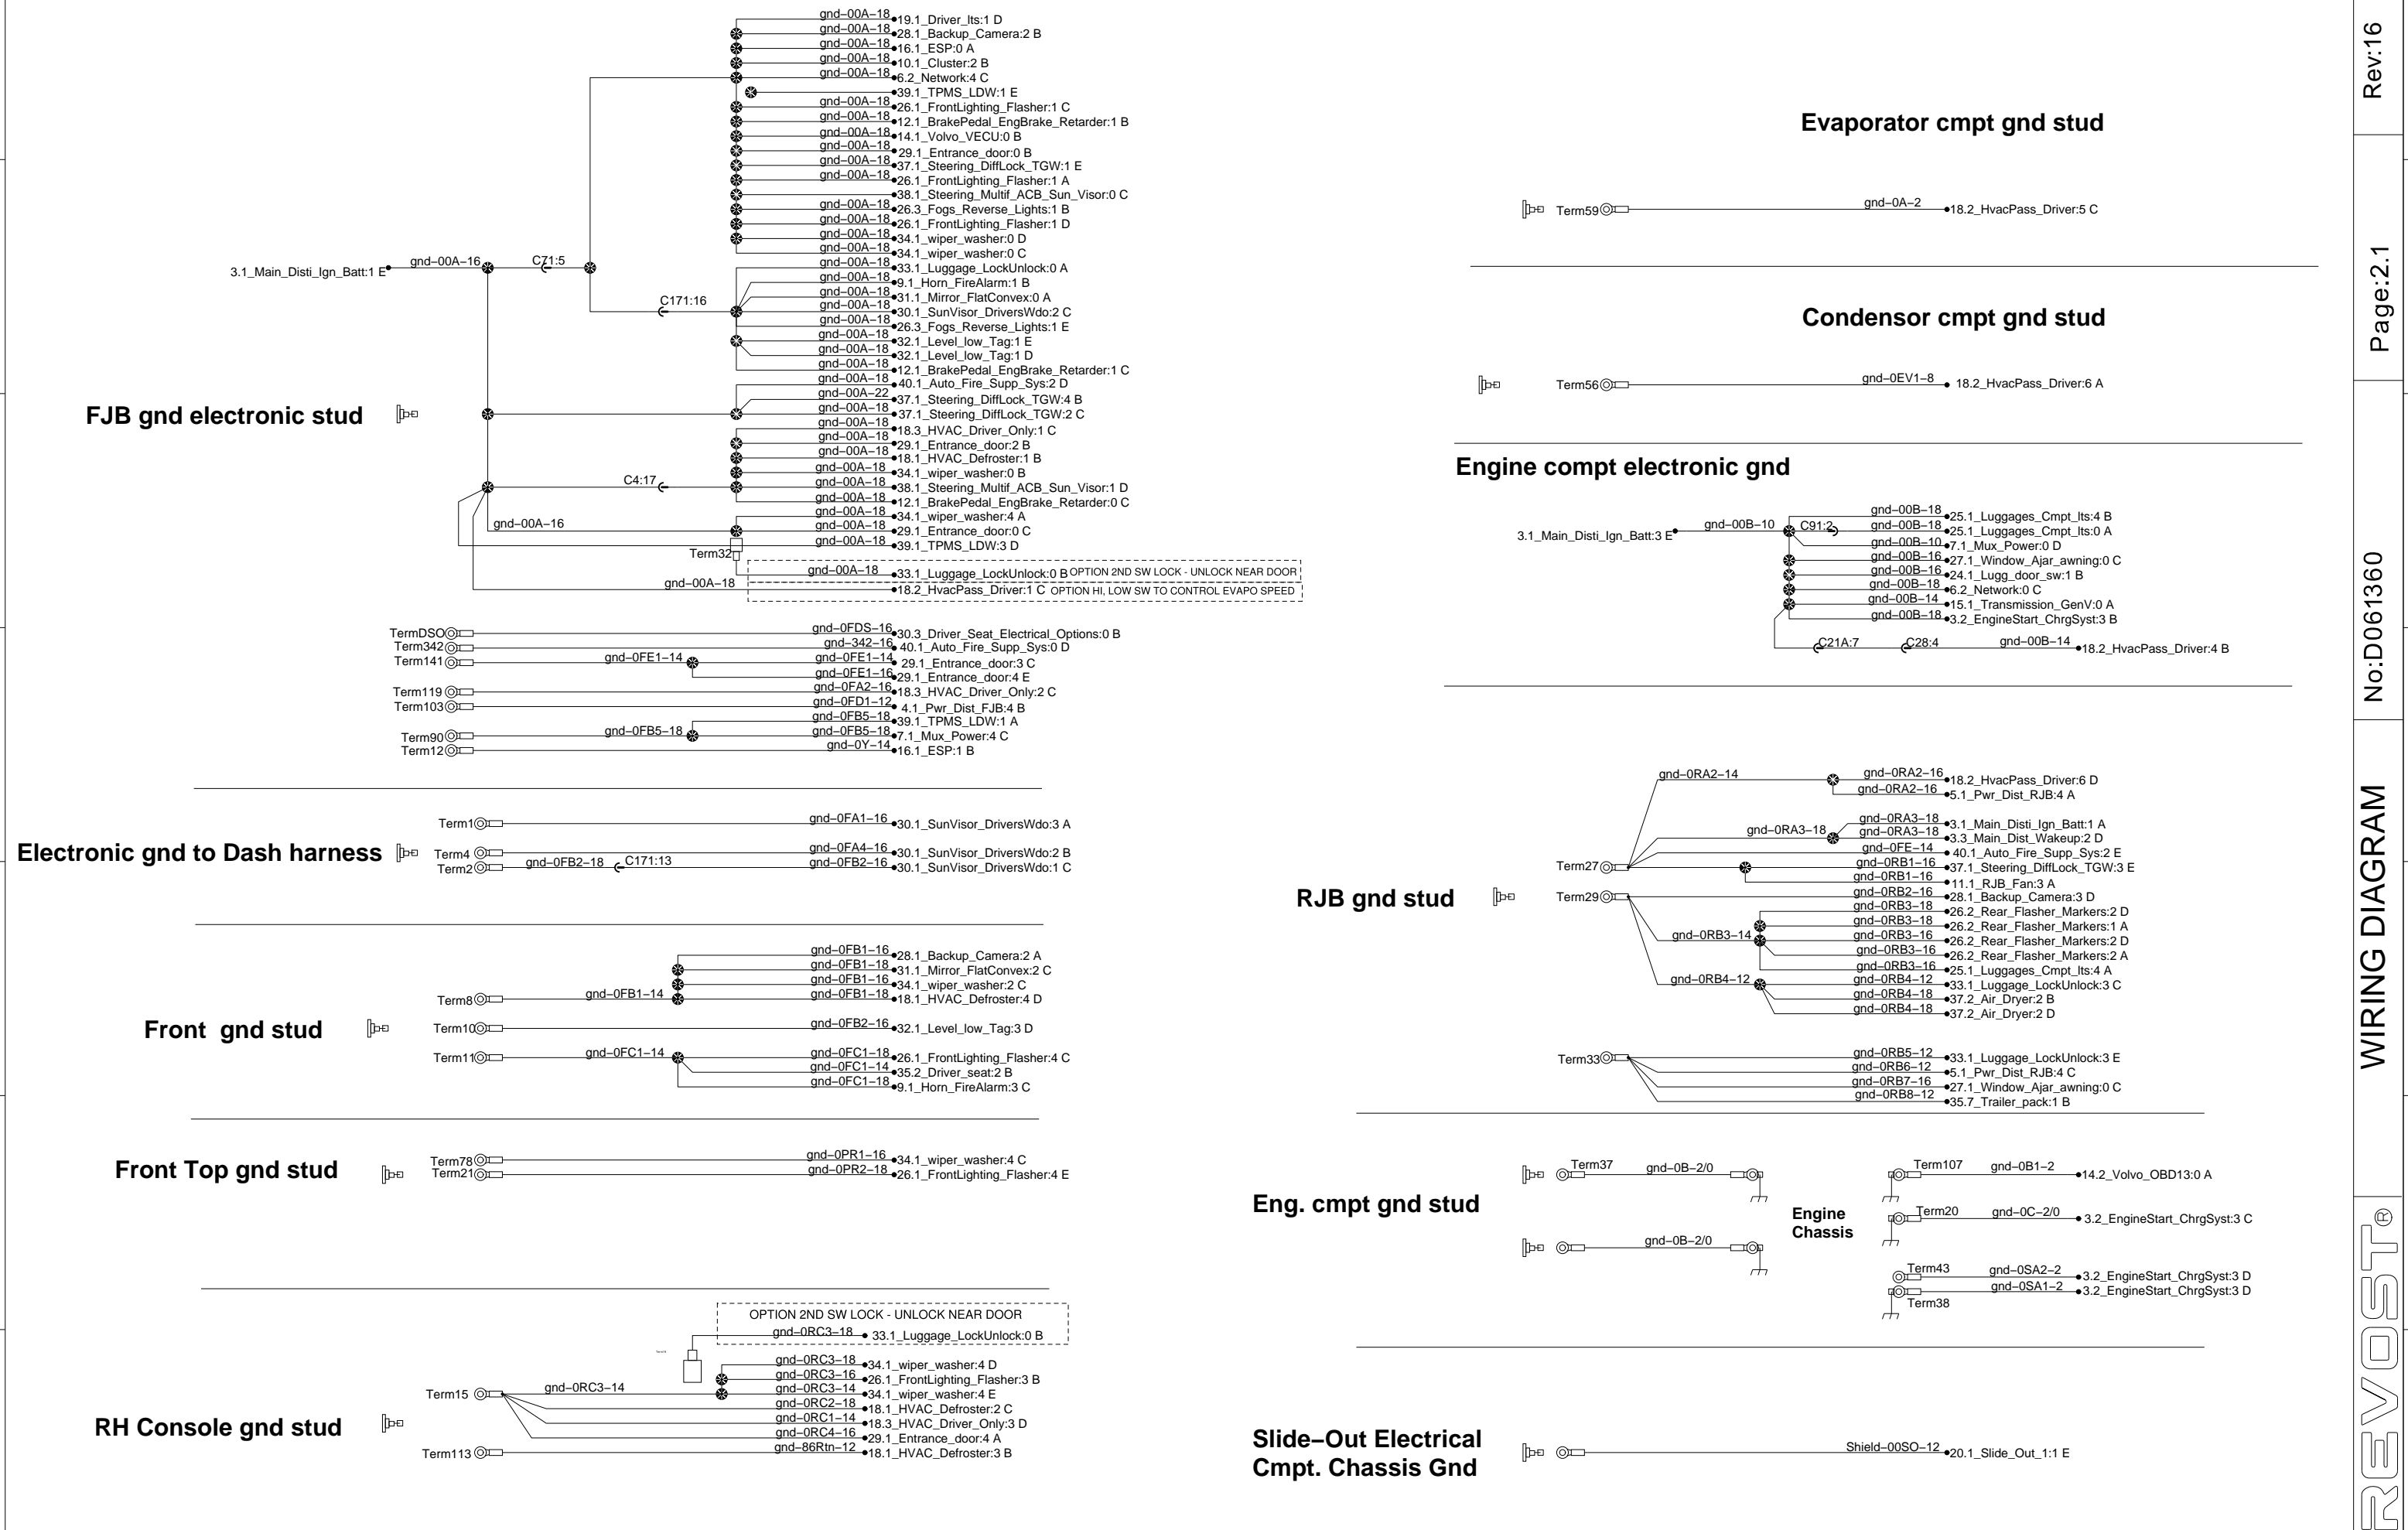 gnd-00A-18 19.1_Driver_lts:1 D
gnd-00A-18 28.1_Backup_Camera:2 B
gnd-00A-18 16.1_ESP:0 A
gnd-00A-18 10.1_Cluster:2 B
gnd-00A-18 6.2_Network:4 C
39.1_TPMS_LDW:1 E
gnd-00A-18 26.1_FrontLighting_Flasher:1 C
gnd-00A-18 12.1_BrakePedal_EngBrake_Retarder:1 B
gnd-00A-18 14.1_Volvo_VECU:0 B
gnd-00A-18 29.1_Entrance_door:0 B
gnd-00A-18 37.1_Steering_DiffLock_TGW:1 E
gnd-00A-18 26.1_FrontLighting_Flasher:1 A
38.1_Steering_Multif_ACB_Sun_Visor:0 C
gnd-00A-18 26.3_Fogs_Reverse_Lights:1 B
gnd-00A-18 26.1_FrontLighting_Flasher:1 D
gnd-00A-18 34.1_wiper_washer:0 D
gnd-00A-18 34.1_wiper_washer:0 C
3.1_Main_Disti_Ign_Batt:1 E gnd-00A-16 C71:5
gnd-00A-18 33.1_Luggage_LockUnlock:0 A
gnd-00A-18 9.1_Horn_FireAlarm:1 B
gnd-00A-18 31.1_Mirror_FlatConvex:0 A
C171:16
gnd-00A-18 30.1_SunVisor_DriversWdo:2 C
gnd-00A-18 26.3_Fogs_Reverse_Lights:1 E
gnd-00A-18 32.1_Level_low_Tag:1 E
gnd-00A-18 32.1_Level_low_Tag:1 D
gnd-00A-18 12.1_BrakePedal_EngBrake_Retarder:1 C
gnd-00A-18 40.1_Auto_Fire_Supp_Sys:2 D
gnd-00A-22 37.1_Steering_DiffLock_TGW:4 B
FJB gnd electronic stud
gnd-00A-18 37.1_Steering_DiffLock_TGW:2 C
gnd-00A-18 18.3_HVAC_Driver_Only:1 C
gnd-00A-18 29.1_Entrance_door:2 B
gnd-00A-18 18.1_HVAC_Defroster:1 B
gnd-00A-18 34.1_wiper_washer:0 B
C4:17
gnd-00A-18 38.1_Steering_Multif_ACB_Sun_Visor:1 D
gnd-00A-18 12.1_BrakePedal_EngBrake_Retarder:0 C
gnd-00A-18 34.1_wiper_washer:4 A
gnd-00A-16 gnd-00A-18 29.1_Entrance_door:0 C
gnd-00A-18 39.1_TPMS_LDW:3 D
Term32
gnd-00A-18 33.1_Luggage_LockUnlock:0 B OPTION 2ND SW LOCK - UNLOCK NEAR DOOR
gnd-00A-18 18.2_HvacPass_Driver:1 C OPTION HI, LOW SW TO CONTROL EVAPO SPEED
TermDSO gnd-0FDS-16 30.3_Driver_Seat_Electrical_Options:0 B
Term342 gnd-342-16 40.1_Auto_Fire_Supp_Sys:0 D
Term141 gnd-0FE1-14 gnd-0FE1-14 29.1_Entrance_door:3 C
gnd-0FE1-16 29.1_Entrance_door:4 E
Term119 gnd-0FA2-16 18.3_HVAC_Driver_Only:2 C
Term103 gnd-0FD1-12 4.1_Pwr_Dist_FJB:4 B
gnd-0FB5-18 39.1_TPMS_LDW:1 A
Term90 gnd-0FB5-18 gnd-0FB5-18 7.1_Mux_Power:4 C
Term12 gnd-0Y-14 16.1_ESP:1 B
Electronic gnd to Dash harness
Term1 gnd-0FA1-16 30.1_SunVisor_DriversWdo:3 A
Term4 gnd-0FA4-16 30.1_SunVisor_DriversWdo:2 B
Term2 gnd-0FB2-18 C171:13 gnd-0FB2-16 30.1_SunVisor_DriversWdo:1 C
Front gnd stud
gnd-0FB1-16 28.1_Backup_Camera:2 A
gnd-0FB1-18 31.1_Mirror_FlatConvex:2 C
gnd-0FB1-16 34.1_wiper_washer:2 C
Term8 gnd-0FB1-14 gnd-0FB1-18 18.1_HVAC_Defroster:4 D
Term10 gnd-0FB2-16 32.1_Level_low_Tag:3 D
Term11 gnd-0FC1-14 gnd-0FC1-18 26.1_FrontLighting_Flasher:4 C
gnd-0FC1-14 35.2_Driver_seat:2 B
gnd-0FC1-18 9.1_Horn_FireAlarm:3 C
Front Top gnd stud
Term78 gnd-0PR1-16 34.1_wiper_washer:4 C
Term21 gnd-0PR2-18 26.1_FrontLighting_Flasher:4 E
RH Console gnd stud
OPTION 2ND SW LOCK - UNLOCK NEAR DOOR
gnd-0RC3-18 33.1_Luggage_LockUnlock:0 B
gnd-0RC3-18 34.1_wiper_washer:4 D
gnd-0RC3-16 26.1_FrontLighting_Flasher:3 B
Term15 gnd-0RC3-14 gnd-0RC3-14 34.1_wiper_washer:4 E
gnd-0RC2-18 18.1_HVAC_Defroster:2 C
gnd-0RC1-14 18.3_HVAC_Driver_Only:3 D
gnd-0RC4-16 29.1_Entrance_door:4 A
Term113 gnd-86Rtn-12 18.1_HVAC_Defroster:3 B
Evaporator cmpt gnd stud
Term59 gnd-0A-2 18.2_HvacPass_Driver:5 C
Condensor cmpt gnd stud
Term56 gnd-0EV1-8 18.2_HvacPass_Driver:6 A
Engine compt electronic gnd
gnd-00B-18 25.1_Luggages_Cmpt_lts:4 B
3.1_Main_Disti_Ign_Batt:3 E gnd-00B-10 C91:2 gnd-00B-18 25.1_Luggages_Cmpt_lts:0 A
gnd-00B-10 7.1_Mux_Power:0 D
gnd-00B-16 27.1_Window_Ajar_awning:0 C
gnd-00B-16 24.1_Lugg_door_sw:1 B
gnd-00B-18 6.2_Network:0 C
gnd-00B-14 15.1_Transmission_GenV:0 A
gnd-00B-18 3.2_EngineStart_ChrgSyst:3 B
C21A:7 C28:4 gnd-00B-14 18.2_HvacPass_Driver:4 B
RJB gnd stud
gnd-0RA2-14 gnd-0RA2-16 18.2_HvacPass_Driver:6 D
gnd-0RA2-16 5.1_Pwr_Dist_RJB:4 A
gnd-0RA3-18 3.1_Main_Disti_Ign_Batt:1 A
gnd-0RA3-18 gnd-0RA3-18 3.3_Main_Dist_Wakeup:2 D
gnd-0FE-14 40.1_Auto_Fire_Supp_Sys:2 E
Term27 gnd-0RB1-16 37.1_Steering_DiffLock_TGW:3 E
gnd-0RB1-16 11.1_RJB_Fan:3 A
Term29 gnd-0RB2-16 28.1_Backup_Camera:3 D
gnd-0RB3-18 26.2_Rear_Flasher_Markers:2 D
gnd-0RB3-18 26.2_Rear_Flasher_Markers:1 A
gnd-0RB3-14 gnd-0RB3-16 26.2_Rear_Flasher_Markers:2 D
gnd-0RB3-16 26.2_Rear_Flasher_Markers:2 A
gnd-0RB3-16 25.1_Luggages_Cmpt_lts:4 A
gnd-0RB4-12 gnd-0RB4-12 33.1_Luggage_LockUnlock:3 C
gnd-0RB4-18 37.2_Air_Dryer:2 B
gnd-0RB4-18 37.2_Air_Dryer:2 D
Term33 gnd-0RB5-12 33.1_Luggage_LockUnlock:3 E
gnd-0RB6-12 5.1_Pwr_Dist_RJB:4 C
gnd-0RB7-16 27.1_Window_Ajar_awning:0 C
gnd-0RB8-12 35.7_Trailer_pack:1 B
Eng. cmpt gnd stud
Term37 gnd-0B-2/0
gnd-0B-2/0
Engine
Chassis
Term107 gnd-0B1-2 14.2_Volvo_OBD13:0 A
Term20 gnd-0C-2/0 3.2_EngineStart_ChrgSyst:3 C
Term43 gnd-0SA2-2 3.2_EngineStart_ChrgSyst:3 D
Term38 gnd-0SA1-2 3.2_EngineStart_ChrgSyst:3 D
Slide-Out Electrical
Cmpt. Chassis Gnd
Shield-00SO-12 20.1_Slide_Out_1:1 E
Rev:16
Page:2.1
No:D061360
WIRING DIAGRAM
REVOST®